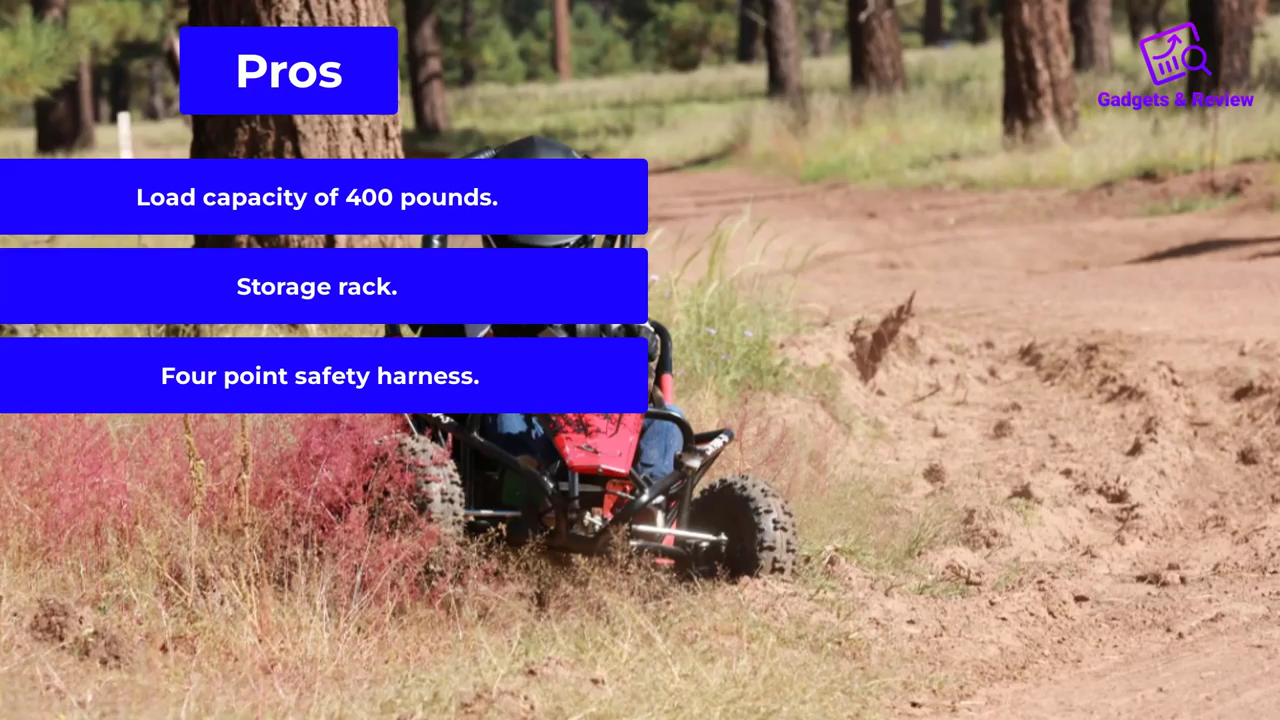 Pros
Gadgets & Review
Load capacity of 400 pounds.
Storage rack.
Four point safety harness.